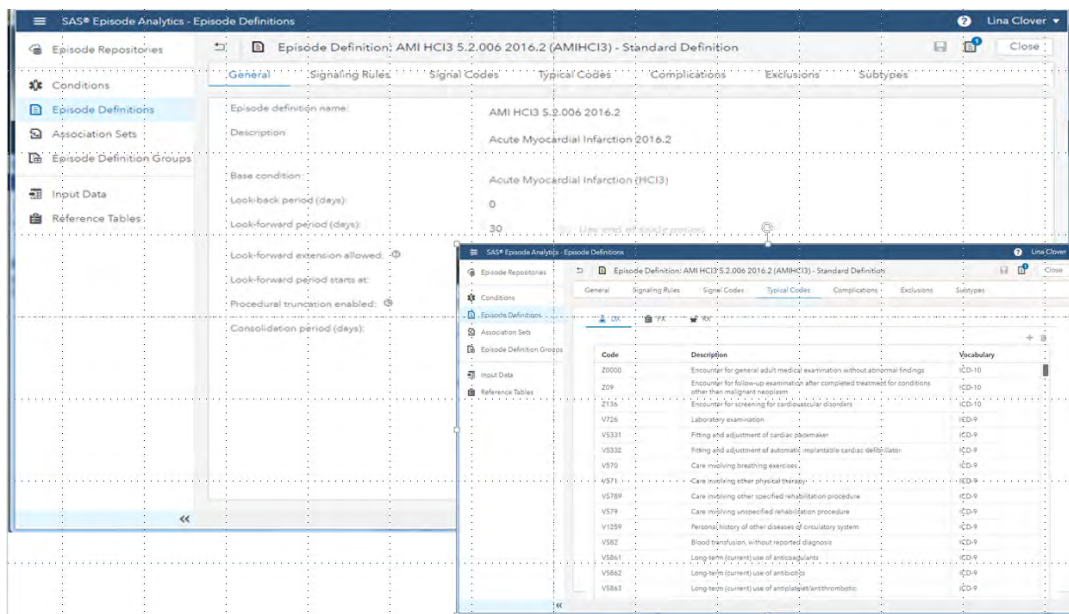 SAS® Episode Analytics - Episode Definitions
Lina Clover
Episode Repositories
Conditions
Episode Definitions
Association Sets
Episode Definition Groups
Input Data
Reference Tables
Episode Definition: AMI HCI3 5.2.006 2016.2 (AMIHCI3) - Standard Definition
Close
General Signaling Rules Signal Codes Typical Codes Complications Exclusions Subtypes
Episode definition name: AMI HCI3 5.2.006 2016.2
Description Acute Myocardial Infarction 2016.2
Base condition Acute Myocardial Infarction (HCI3)
Look-back period (days): 0
Look-forward period (days): 30 Use end of study period
Look-forward extension allowed:
Look-forward period starts at:
Procedural truncation enabled:
Consolidation period (days):
SAS® Episode Analytics - Episode Definitions
Lina Clover
Episode Repositories
Conditions
Episode Definitions
Association Sets
Episode Definition Groups
Input Data
Reference Tables
Episode Definition: AMI HCI3 5.2.006 2016.2 (AMIHCI3) - Standard Definition
Close
General Signaling Rules Signal Codes Typical Codes Complications Exclusions Subtypes
DX PX RX
Code Description Vocabulary
Z0000 Encounter for general adult medical examination without abnormal findings ICD-10
Z09 Encounter for follow-up examination after completed treatment for conditions
other than malignant neoplasm ICD-10
Z136 Encounter for screening for cardiovascular disorders ICD-10
V726 Laboratory examination ICD-9
V5331 Fitting and adjustment of cardiac pacemaker ICD-9
V5332 Fitting and adjustment of automatic implantable cardiac defibrillator ICD-9
V570 Care involving breathing exercises ICD-9
V571 Care involving other physical therapy ICD-9
V5789 Care involving other specified rehabilitation procedure ICD-9
V579 Care involving unspecified rehabilitation procedure ICD-9
V1259 Personal history of other diseases of circulatory system ICD-9
V582 Blood transfusion, without reported diagnosis ICD-9
V5861 Long-term (current) use of anticoagulants ICD-9
V5862 Long-term (current) use of antibiotics ICD-9
V5863 Long-term (current) use of antiplatelet/antithrombotic ICD-9